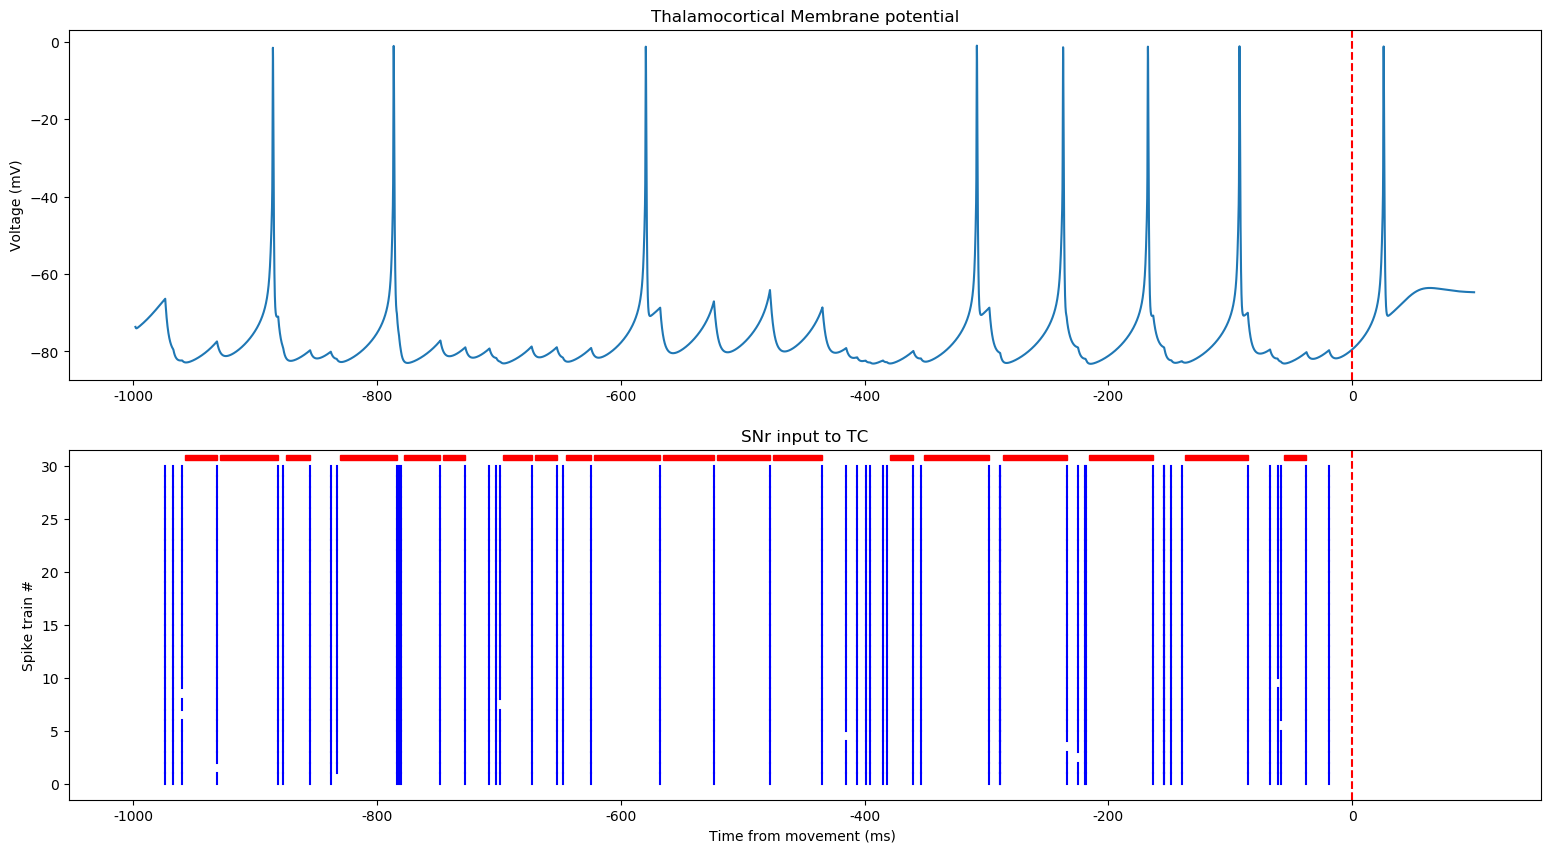 Thalamocortical Membrane potential
Voltage (mV)
0
−20
−40
−60
−80
-1000 -800 -600 -400 -200 0
SNr input to TC
Spike train #
30
25
20
15
10
5
0
-1000 -800 -600 -400 -200 0
Time from movement (ms)